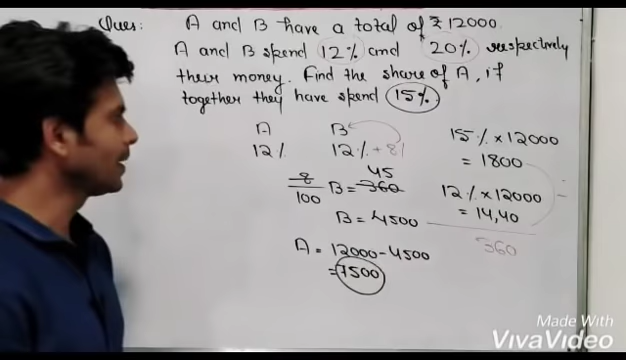 Ques: A and B have a total of ₹ 12000.
A and B spend 12% and 20% respectively
their money. Find the share of A, if
together they have spend 15%.
A B
12% 12% + 8%
8/100 B = 360 45
B = 4500
A = 12000 - 4500
= 7500
15% × 12000
= 1800
12% × 12000
= 14,40
360
Made With
VivaVideo